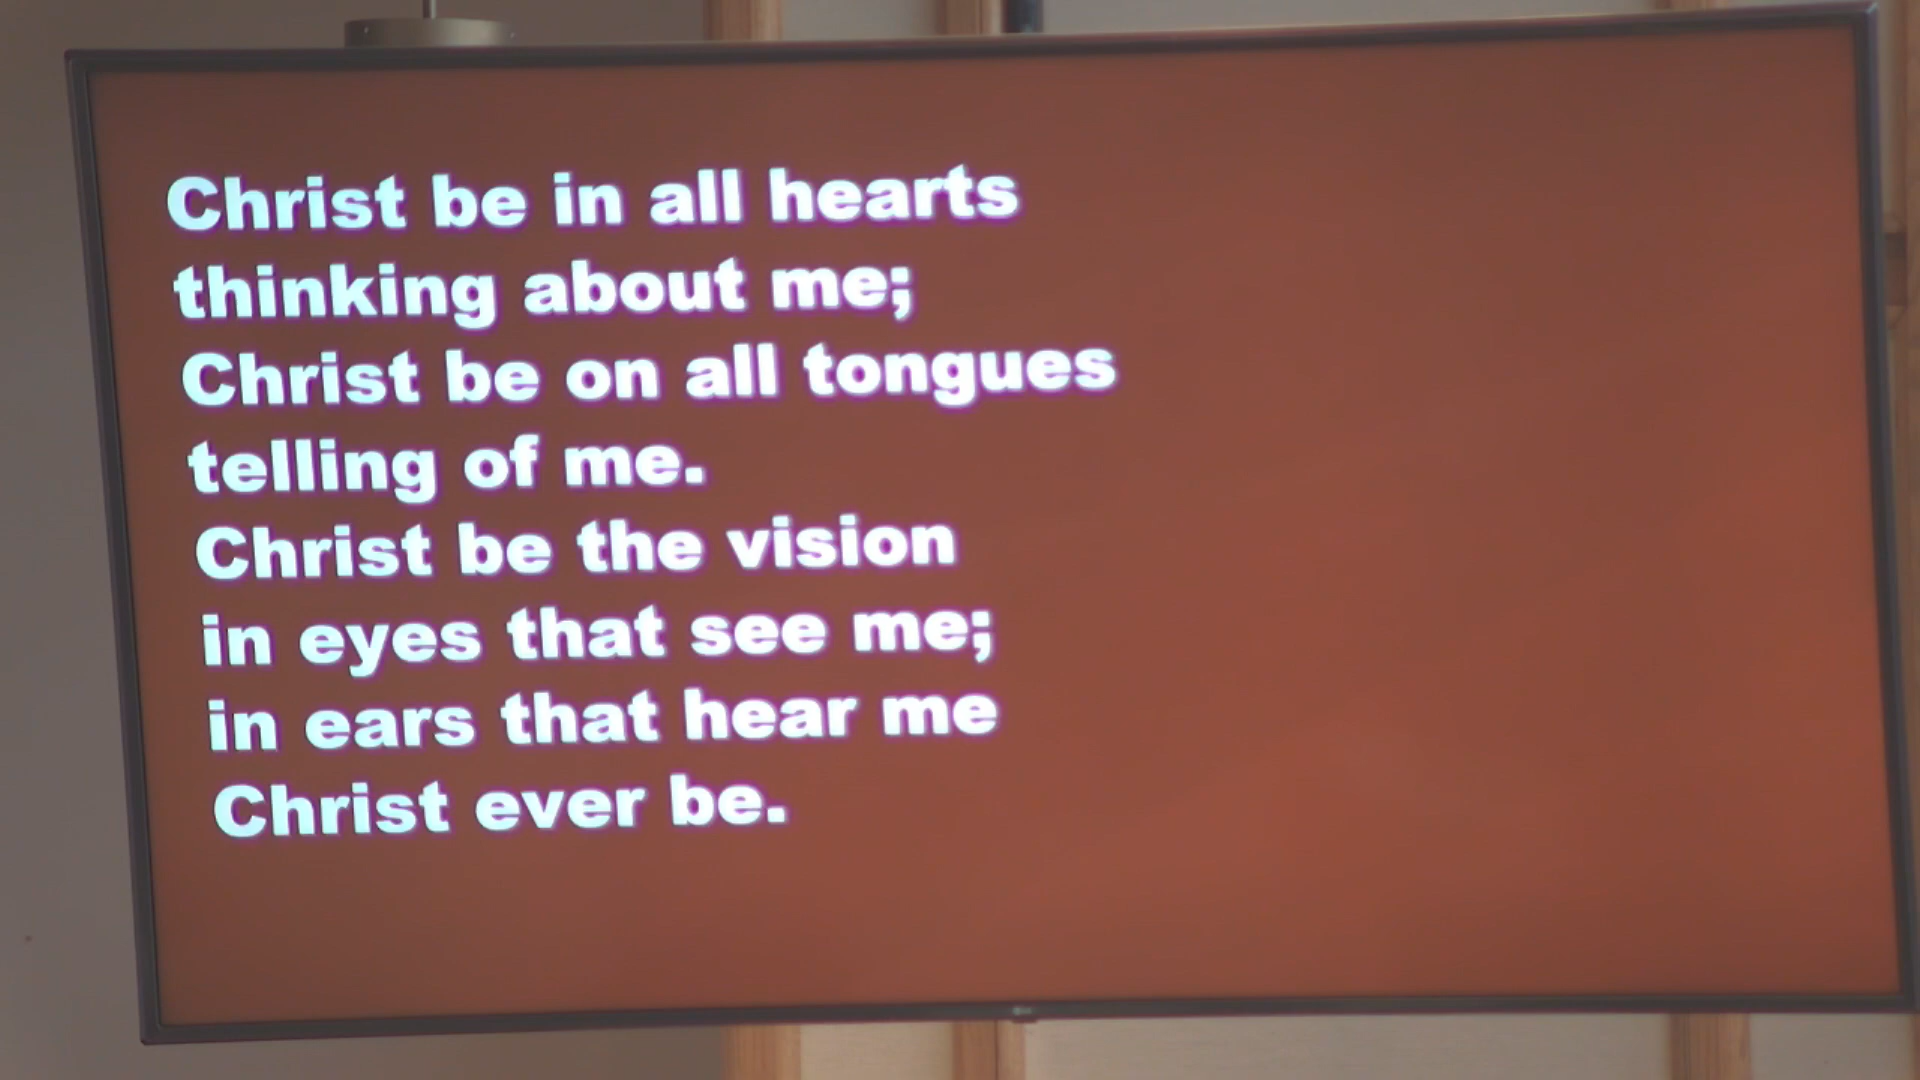 Christ be in all hearts
thinking about me;
Christ be on all tongues
telling of me.
Christ be the vision
in eyes that see me;
in ears that hear me
Christ ever be.